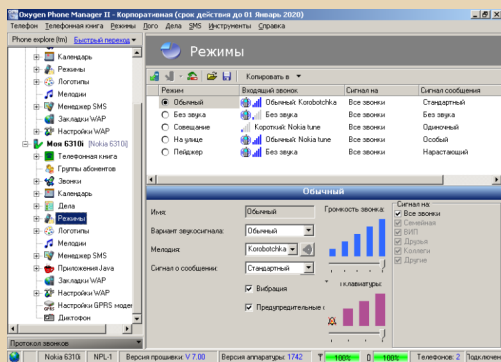 Oxygen Phone Manager II - Корпоративная (срок действия до 01 Январь 2020)
Телефон Телефонная книга Режимы Лого Дела SMS Инструменты Справка
Phone explore (Im) Быстрый переход
Календарь
Режимы
Логотипы
Мелодии
Менеджер SMS
Закладки WAP
Настройки WAP
Моя 6310i [Nokia 6310i]
Телефонная книга
Группы абонентов
Звонки
Календарь
Дела
Режимы
Логотипы
Мелодии
Менеджер SMS
Приложения Java
Закладки WAP
Настройки WAP
Настройки GPRS модем
Диктофон
Протокол звонков
Режимы
Копировать в
Режим Входящий звонок Сигнал на Сигнал сообщения
Обычный Обычный: Korobotchka Все звонки Стандартный
Без звука Без звука Все звонки Без звука
Совещание Короткий: Nokia tune Все звонки Одиночный
На улице Обычный: Nokia tune Все звонки Особый
Пейджер Без звука Все звонки Нарастающий
Обычный
Имя: Обычный
Вариант звукосигнала: Обычный
Мелодия: Korobotchka
Сигнал о сообщении: Стандартный
Вибрация
Предупредительные
Громкость звонка:
клавиатуры:
Сигнал на:
Все звонки
Семейная
ВИП
Друзья
Коллеги
Другие
Nokia 6310i NPL-1 Версия прошивки: V 7.00 Версия аппаратуры: 1742 100% 100% Телефонов: 2 Подключен